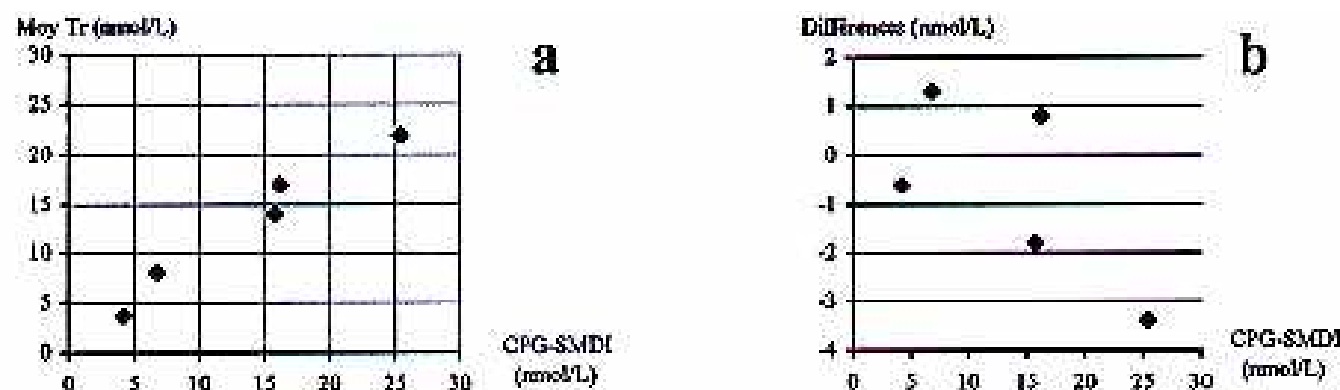 Moy Tr (nmol/L)
30
25
20
15
10
5
0
0 5 10 15 20 25 30
CPG-SMDI
(nmol/L)
a
Differences (nmol/L)
2
1
0
-1
-2
-3
-4
0 5 10 15 20 25 30
CPG-SMDI
(nmol/L)
b